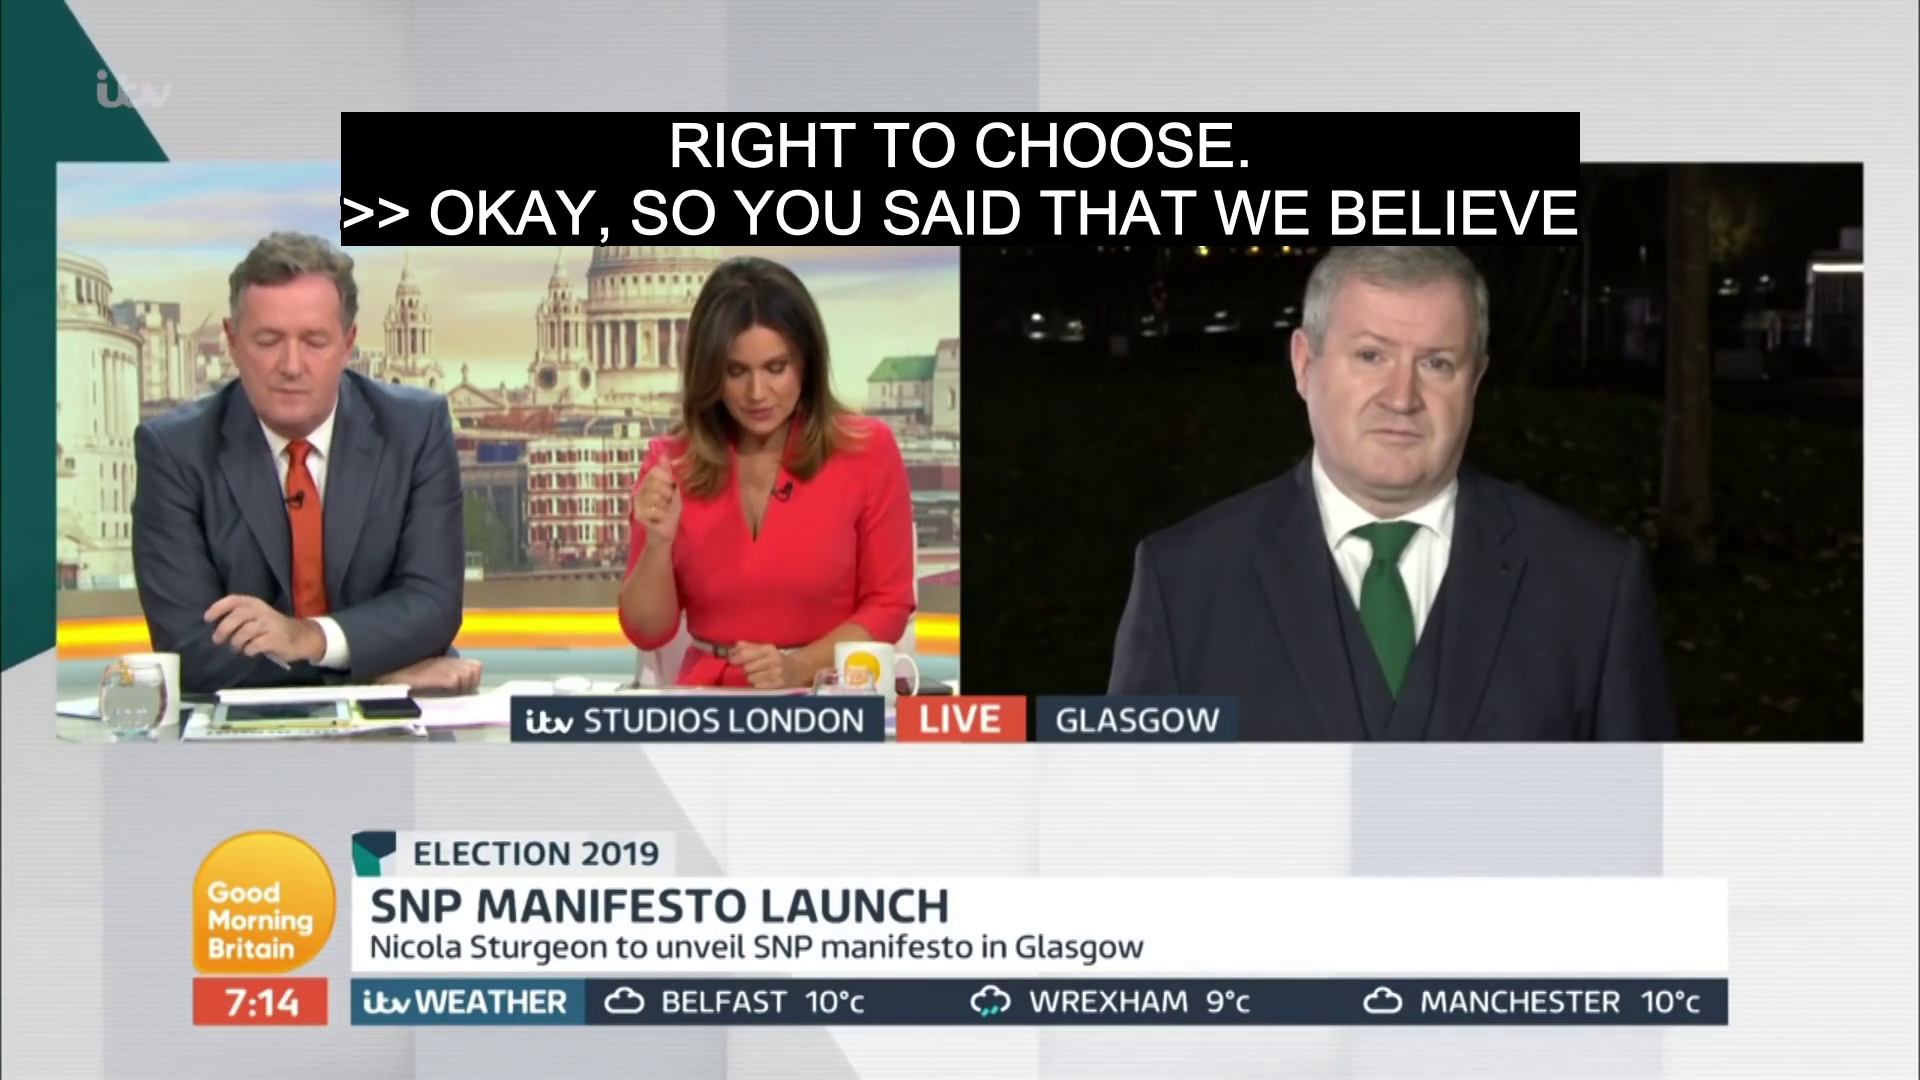 itv
RIGHT TO CHOOSE.
>> OKAY, SO YOU SAID THAT WE BELIEVE
itv STUDIOS LONDON
LIVE
GLASGOW
ELECTION 2019
SNP MANIFESTO LAUNCH
Nicola Sturgeon to unveil SNP manifesto in Glasgow
Good
Morning
Britain
7:14
itv WEATHER BELFAST 10°c WREXHAM 9°c MANCHESTER 10°c